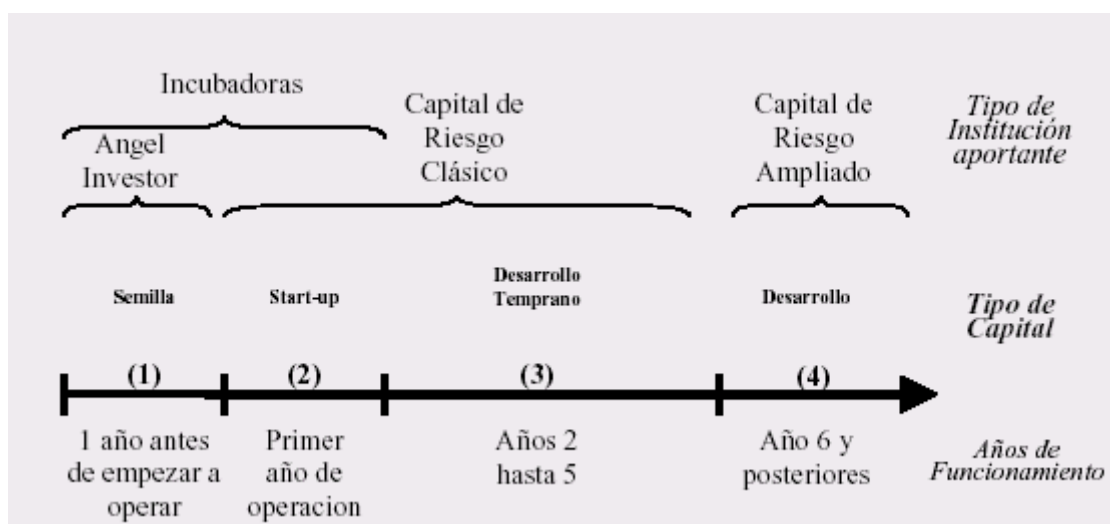 Incubadoras
Angel
Investor
Capital de
Riesgo
Clásico
Capital de
Riesgo
Ampliado
Tipo de
Institución
aportante
Semilla
Start-up
Desarrollo
Temprano
Desarrollo
Tipo de
Capital
(1)
(2)
(3)
(4)
1 año antes
de empezar a
operar
Primer
año de
operacion
Años 2
hasta 5
Año 6 y
posteriores
Años de
Funcionamiento